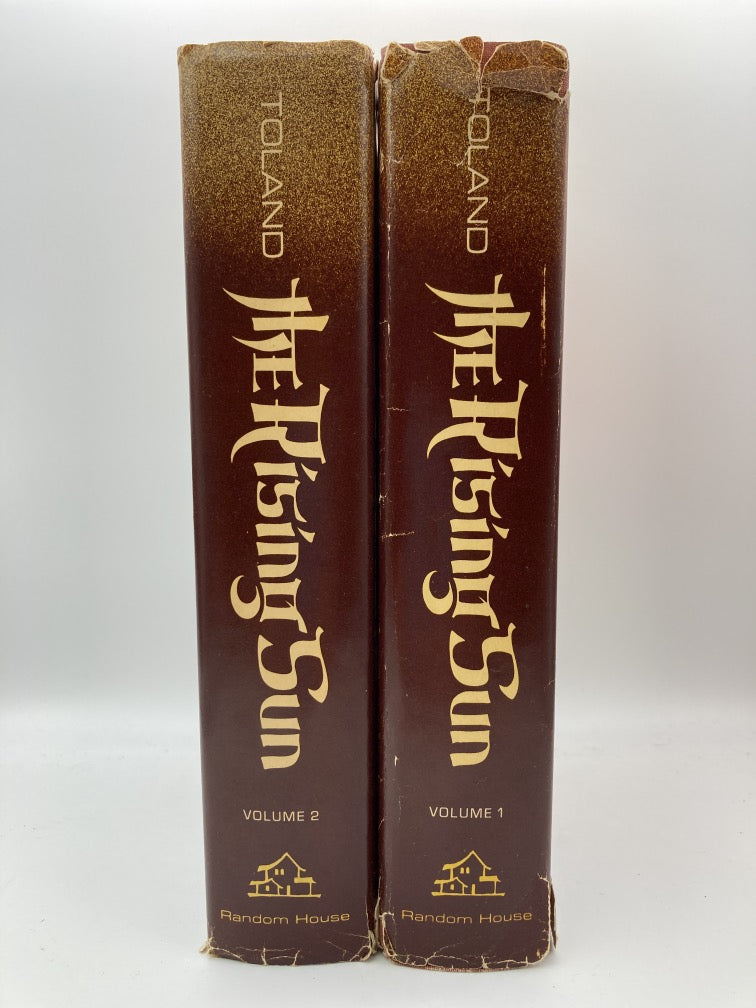 TOLAND
The Rising Sun
VOLUME 2
Random House
TOLAND
The Rising Sun
VOLUME 1
Random House